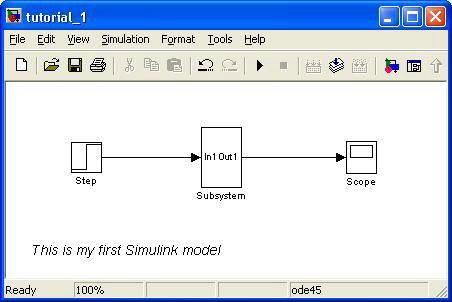 tutorial_1
File Edit View Simulation Format Tools Help
In1 Out1
Step
Subsystem
Scope
This is my first Simulink model
Ready 100% ode45